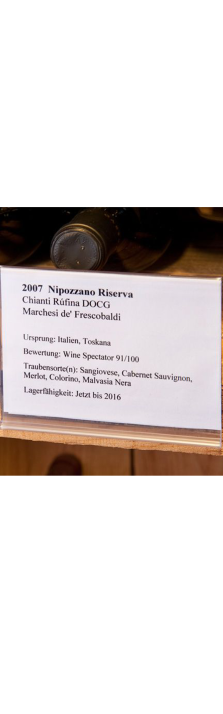 2007 Nipozzano Riserva
Chianti Rúfina DOCG
Marchesi de' Frescobaldi
Ursprung: Italien, Toskana
Bewertung: Wine Spectator 91/100
Traubensorte(n): Sangiovese, Cabernet Sauvignon,
Merlot, Colorino, Malvasia Nera
Lagerfähigkeit: Jetzt bis 2016